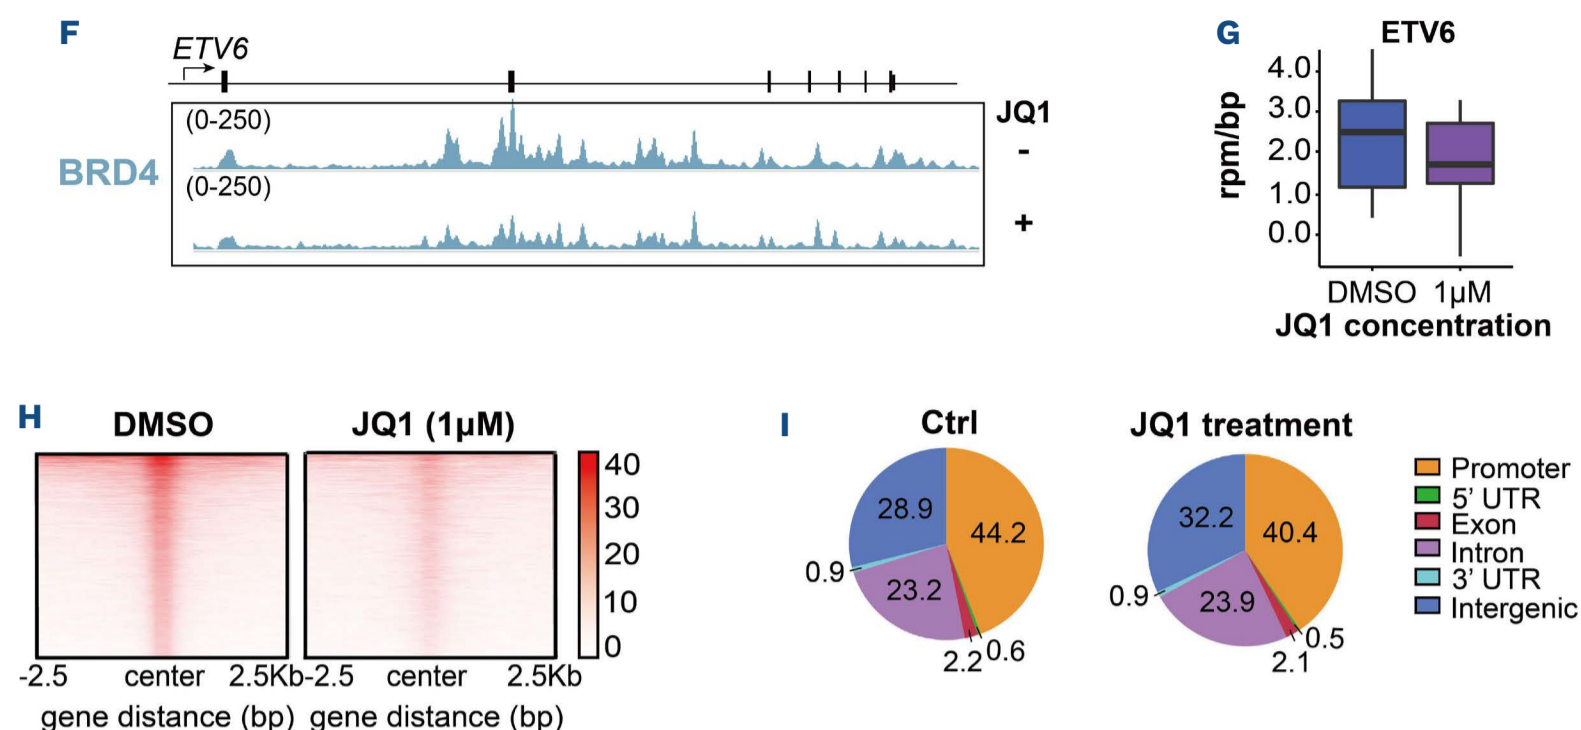 F
ETV6
(0-250)
JQ1
-
BRD4
(0-250)
+
G
ETV6
rpm/bp
4.0
3.0
2.0
1.0
0.0
DMSO 1µM
JQ1 concentration
H
DMSO
JQ1 (1µM)
40
30
20
10
0
-2.5 center 2.5Kb
-2.5 center 2.5Kb
gene distance (bp)
gene distance (bp)
I
Ctrl
28.9
44.2
0.9
23.2
2.2
0.6
JQ1 treatment
32.2
40.4
0.9
23.9
0.5
2.1
Promoter
5' UTR
Exon
Intron
3' UTR
Intergenic